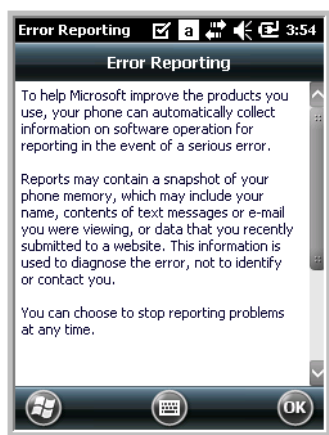 Error Reporting a 3:54
Error Reporting
To help Microsoft improve the products you
use, your phone can automatically collect
information on software operation for
reporting in the event of a serious error.
Reports may contain a snapshot of your
phone memory, which may include your
name, contents of text messages or e-mail
you were viewing, or data that you recently
submitted to a website. This information is
used to diagnose the error, not to identify
or contact you.
You can choose to stop reporting problems
at any time.
OK